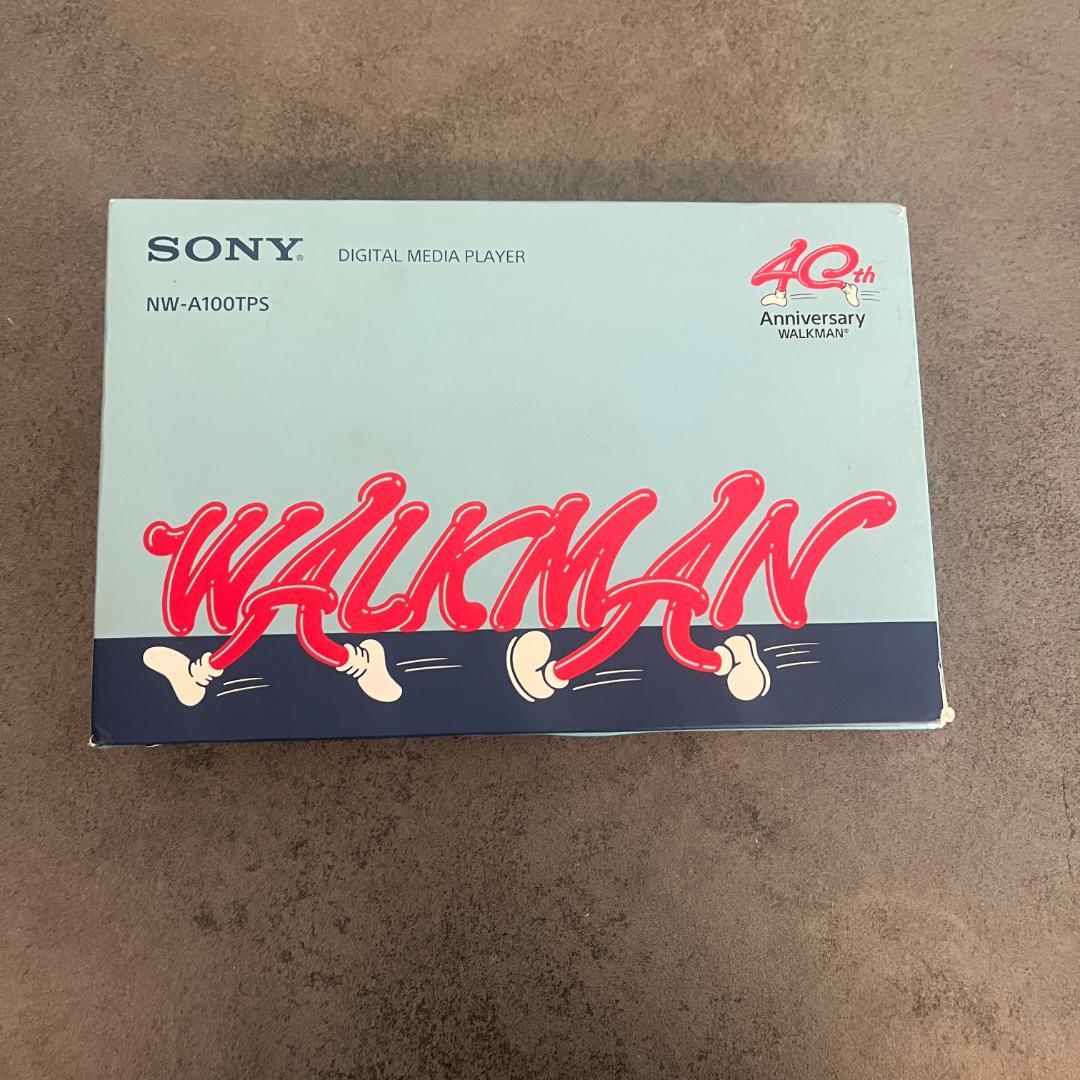 SONY® DIGITAL MEDIA PLAYER
NW-A100TPS
40th
Anniversary
WALKMAN®
WALKMAN